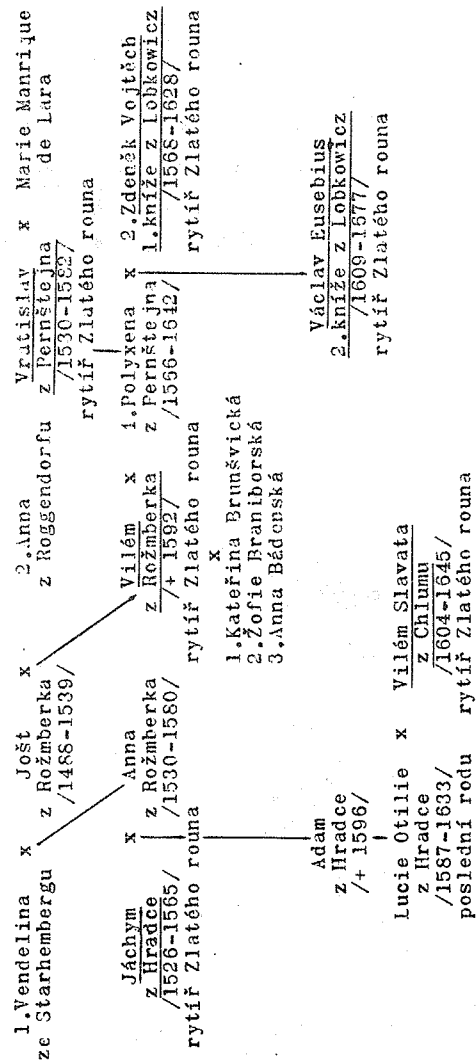 1.Vendelina
ze Starhembergu
x
Jošt
z Rožmberka
/1488-1539/
x
2.Anna
z Roggendorfu
Vratislav
z Pernštejna
/1530-1582/
rytíř Zlatého rouna
x
Marie Manrique
de Lara
Jáchym
z Hradce
/1526-1565/
rytíř Zlatého rouna
x
Anna
z Rožmberka
/1530-1580/
Vilém
z Rožmberka
/+ 1592/
rytíř Zlatého rouna
x
1.Kateřina Brunšvická
2.Žofie Braniborská
3.Anna Bádenská
x
1.Polyxena
z Pernštejna
/1566-1642/
x
2.Zdeněk Vojtěch
1.kníže z Lobkowicz
/1568-1628/
rytíř Zlatého rouna
Adam
z Hradce
/+ 1596/
Václav Eusebius
2.kníže z Lobkowicz
/1609-1677/
rytíř Zlatého rouna
Lucie Otilie
z Hradce
/1587-1633/
poslední rodu
x
Vilém Slavata
z Chlumu
/1604-1645/
rytíř Zlatého rouna